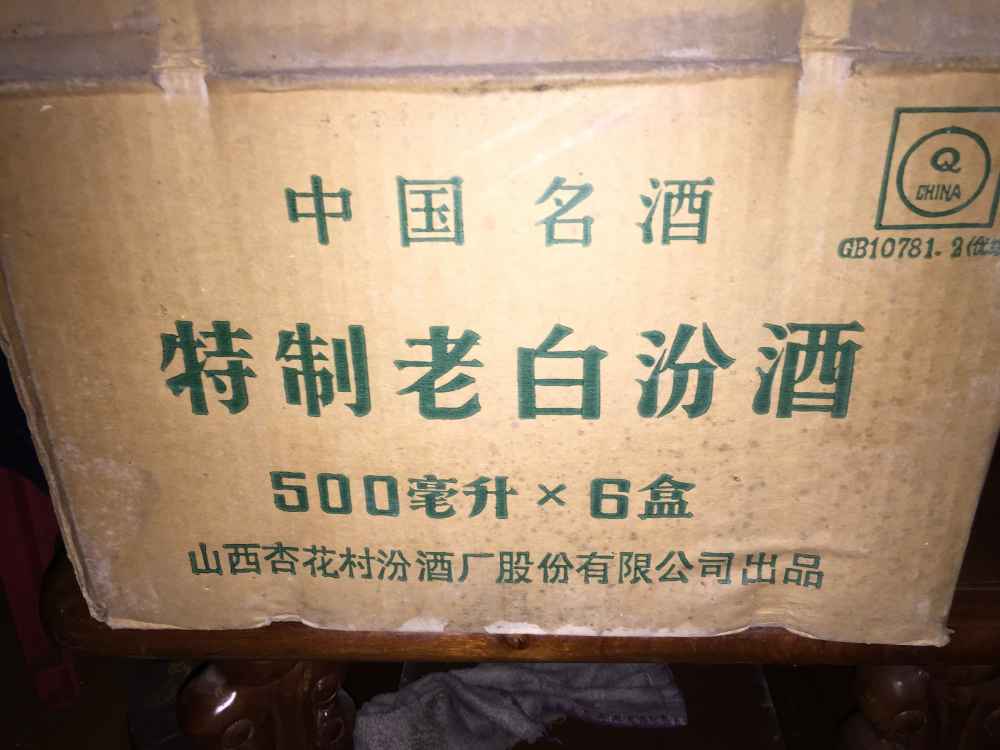 中国名酒
Q
CHINA
GB10781.2(优
特制老白汾酒
500毫升×6盒
山西杏花村汾酒厂股份有限公司出品